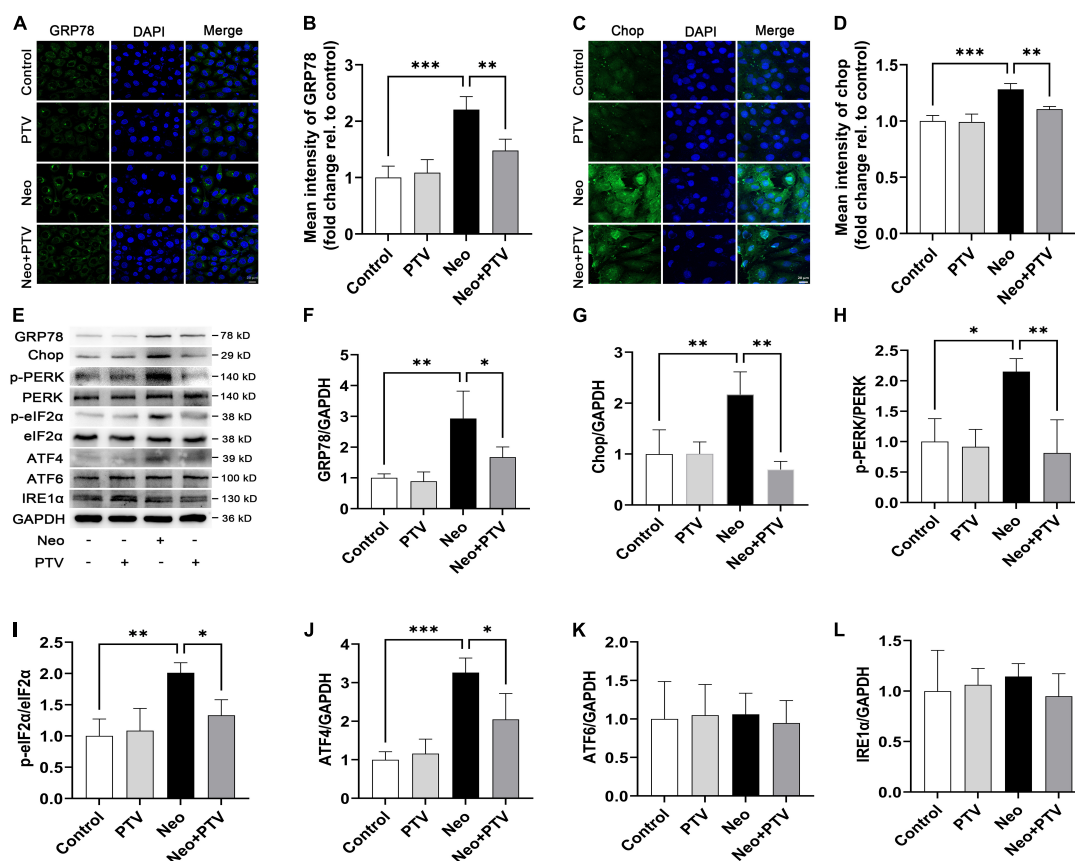 A
GRP78 DAPI Merge
Control
PTV
Neo
Neo+PTV
20 μm
B
Mean intensity of GRP78
(fold change rel. to control)
3
2
1
0
*** **
Control PTV Neo Neo+PTV
C
Chop DAPI Merge
Control
PTV
Neo
Neo+PTV
20 μm
D
Mean intensity of chop
(fold change rel. to control)
1.5
1.0
0.5
0.0
*** **
Control PTV Neo Neo+PTV
E
GRP78 78 kD
Chop 29 kD
p-PERK 140 kD
PERK 140 kD
p-eIF2α 38 kD
eIF2α 38 kD
ATF4 39 kD
ATF6 100 kD
IRE1α 130 kD
GAPDH 36 kD
Neo - - + -
PTV - + - +
F
GRP78/GAPDH
5
4
3
2
1
0
** *
Control PTV Neo Neo+PTV
G
Chop/GAPDH
4
3
2
1
0
** **
Control PTV Neo Neo+PTV
H
p-PERK/PERK
2.5
2.0
1.5
1.0
0.5
0.0
* **
Control PTV Neo Neo+PTV
I
p-eIF2α/eIF2α
2.5
2.0
1.5
1.0
0.5
0.0
** *
Control PTV Neo Neo+PTV
J
ATF4/GAPDH
4
3
2
1
0
*** *
Control PTV Neo Neo+PTV
K
ATF6/GAPDH
2.0
1.5
1.0
0.5
0.0
Control PTV Neo Neo+PTV
L
IRE1α/GAPDH
1.5
1.0
0.5
0.0
Control PTV Neo Neo+PTV